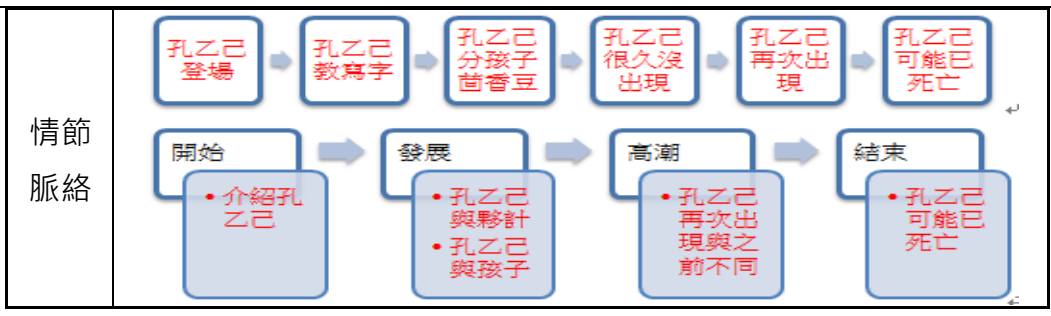 情節
脈絡
孔乙己
登場
孔乙己
教寫字
孔乙己
分孩子
茴香豆
孔乙己
很久沒
出現
孔乙己
再次出
現
孔乙己
可能已
死亡
開始
• 介紹孔
乙己
發展
• 孔乙己
與夥計
• 孔乙己
與孩子
高潮
• 孔乙己
再次出
現與之
前不同
結束
• 孔乙己
可能已
死亡